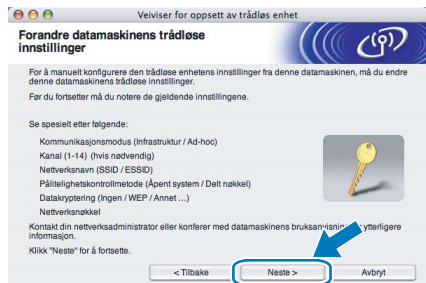 Veiviser for oppsett av trådløs enhet
Forandre datamaskinens trådløse
innstillinger
For å manuelt konfigurere den trådløse enhetens innstillinger fra denne datamaskinen, må du endre
denne datamaskinens trådløse innstillinger.
Før du fortsetter må du notere de gjeldende innstillingene.
Se spesielt etter følgende:
Kommunikasjonsmodus (Infrastruktur / Ad-hoc)
Kanal (1-14) (hvis nødvendig)
Nettverksnavn (SSID / ESSID)
Pålitelighetskontrollmetode (Åpent system / Delt nøkkel)
Datakryptering (Ingen / WEP / Annet ...)
Nettverksnøkkel
Kontakt din nettverksadministrator eller konferer med datamaskinens ytterligere
informasjon.
Klikk "Neste" for å fortsette.
< Tilbake
Neste >
Avbryt